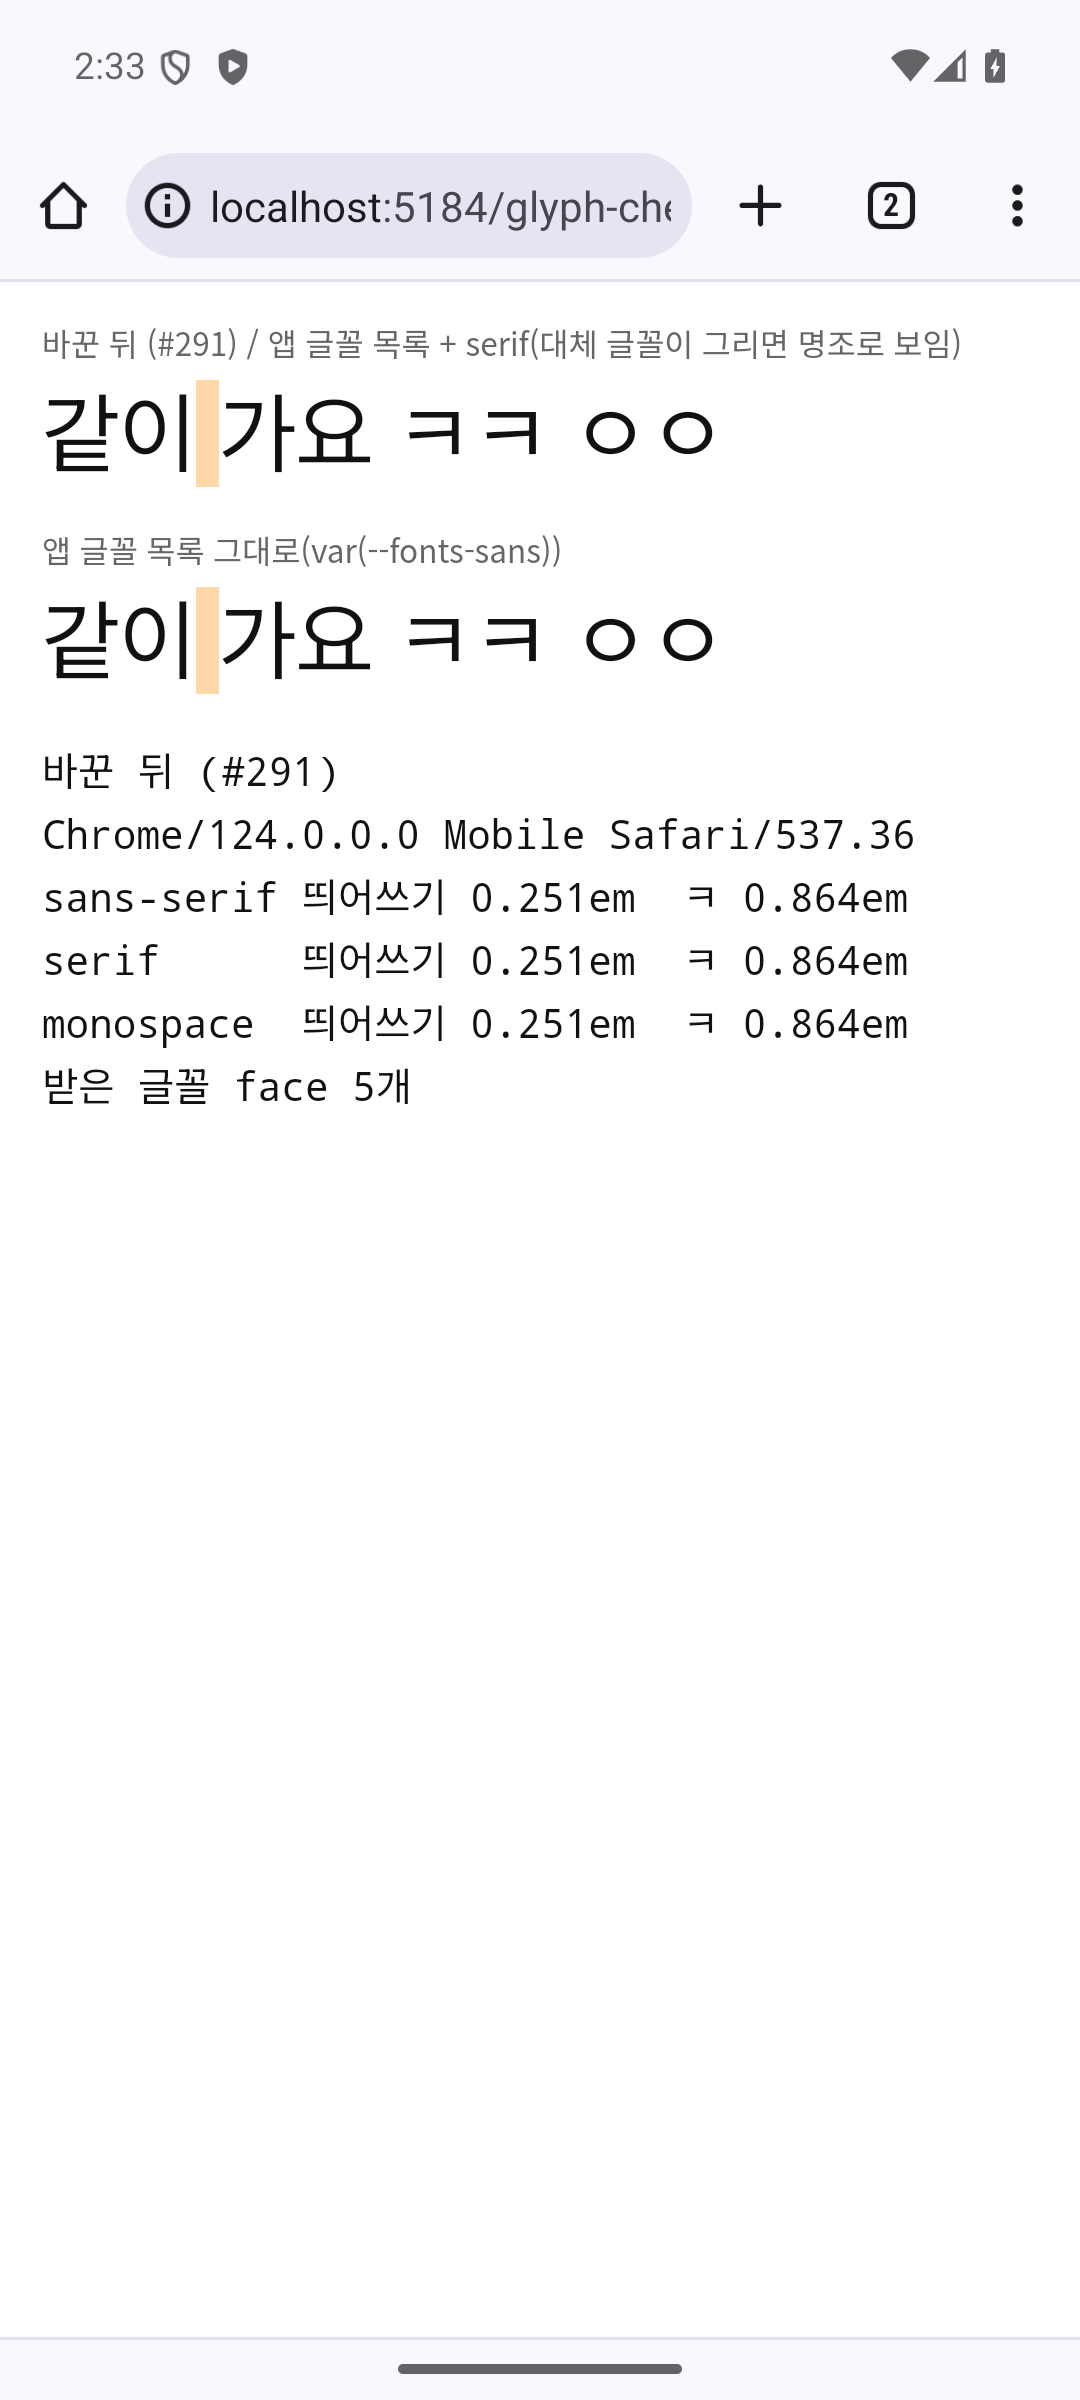 2:33
localhost:5184/glyph-che
2
바꾼 뒤 (#291) / 앱 글꼴 목록 + serif(대체 글꼴이 그리면 명조로 보임)
같이 가요 ㅋㅋ ㅇㅇ
앱 글꼴 목록 그대로(var(--fonts-sans))
같이 가요 ㅋㅋ ㅇㅇ
바꾼 뒤 (#291)
Chrome/124.0.0.0 Mobile Safari/537.36
sans-serif 띄어쓰기 0.251em ㅋ 0.864em
serif 띄어쓰기 0.251em ㅋ 0.864em
monospace 띄어쓰기 0.251em ㅋ 0.864em
받은 글꼴 face 5개